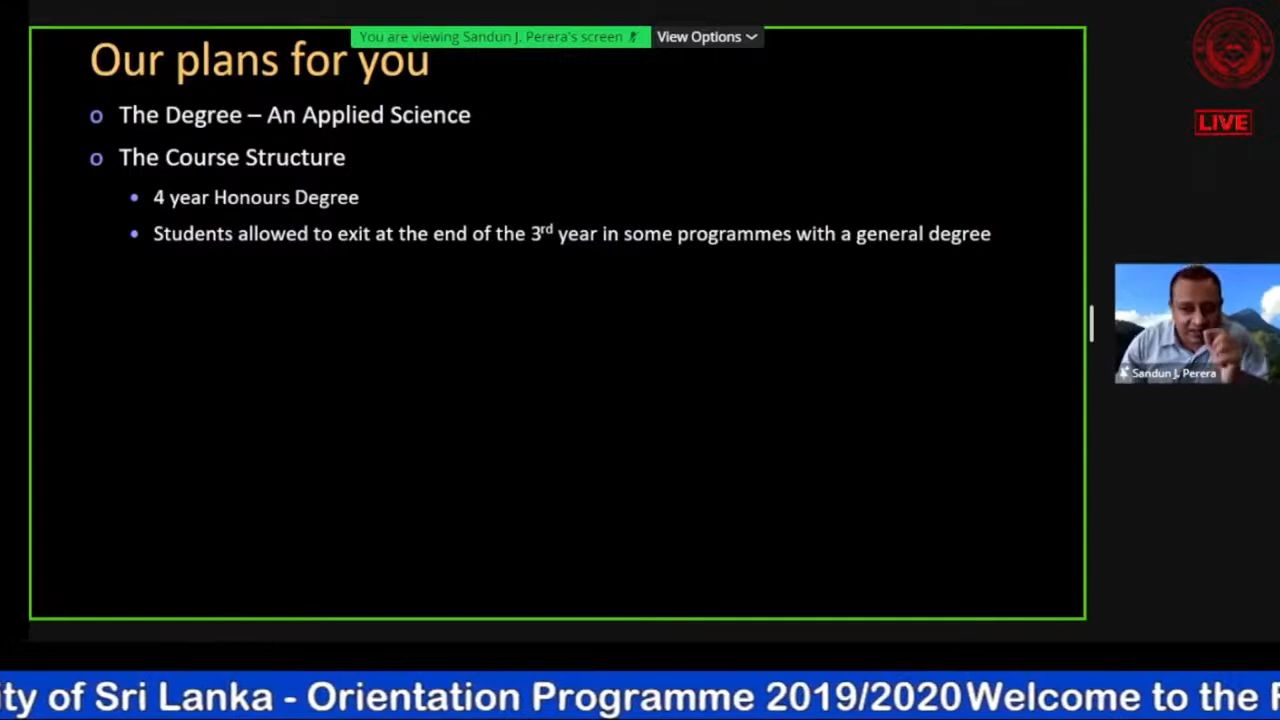 You are viewing Sandun J. Perera's screen
View Options
Our plans for you
o The Degree – An Applied Science
o The Course Structure
• 4 year Honours Degree
• Students allowed to exit at the end of the 3rd year in some programmes with a general degree
LIVE
Sandun J. Perera
ity of Sri Lanka - Orientation Programme 2019/2020 Welcome to the F